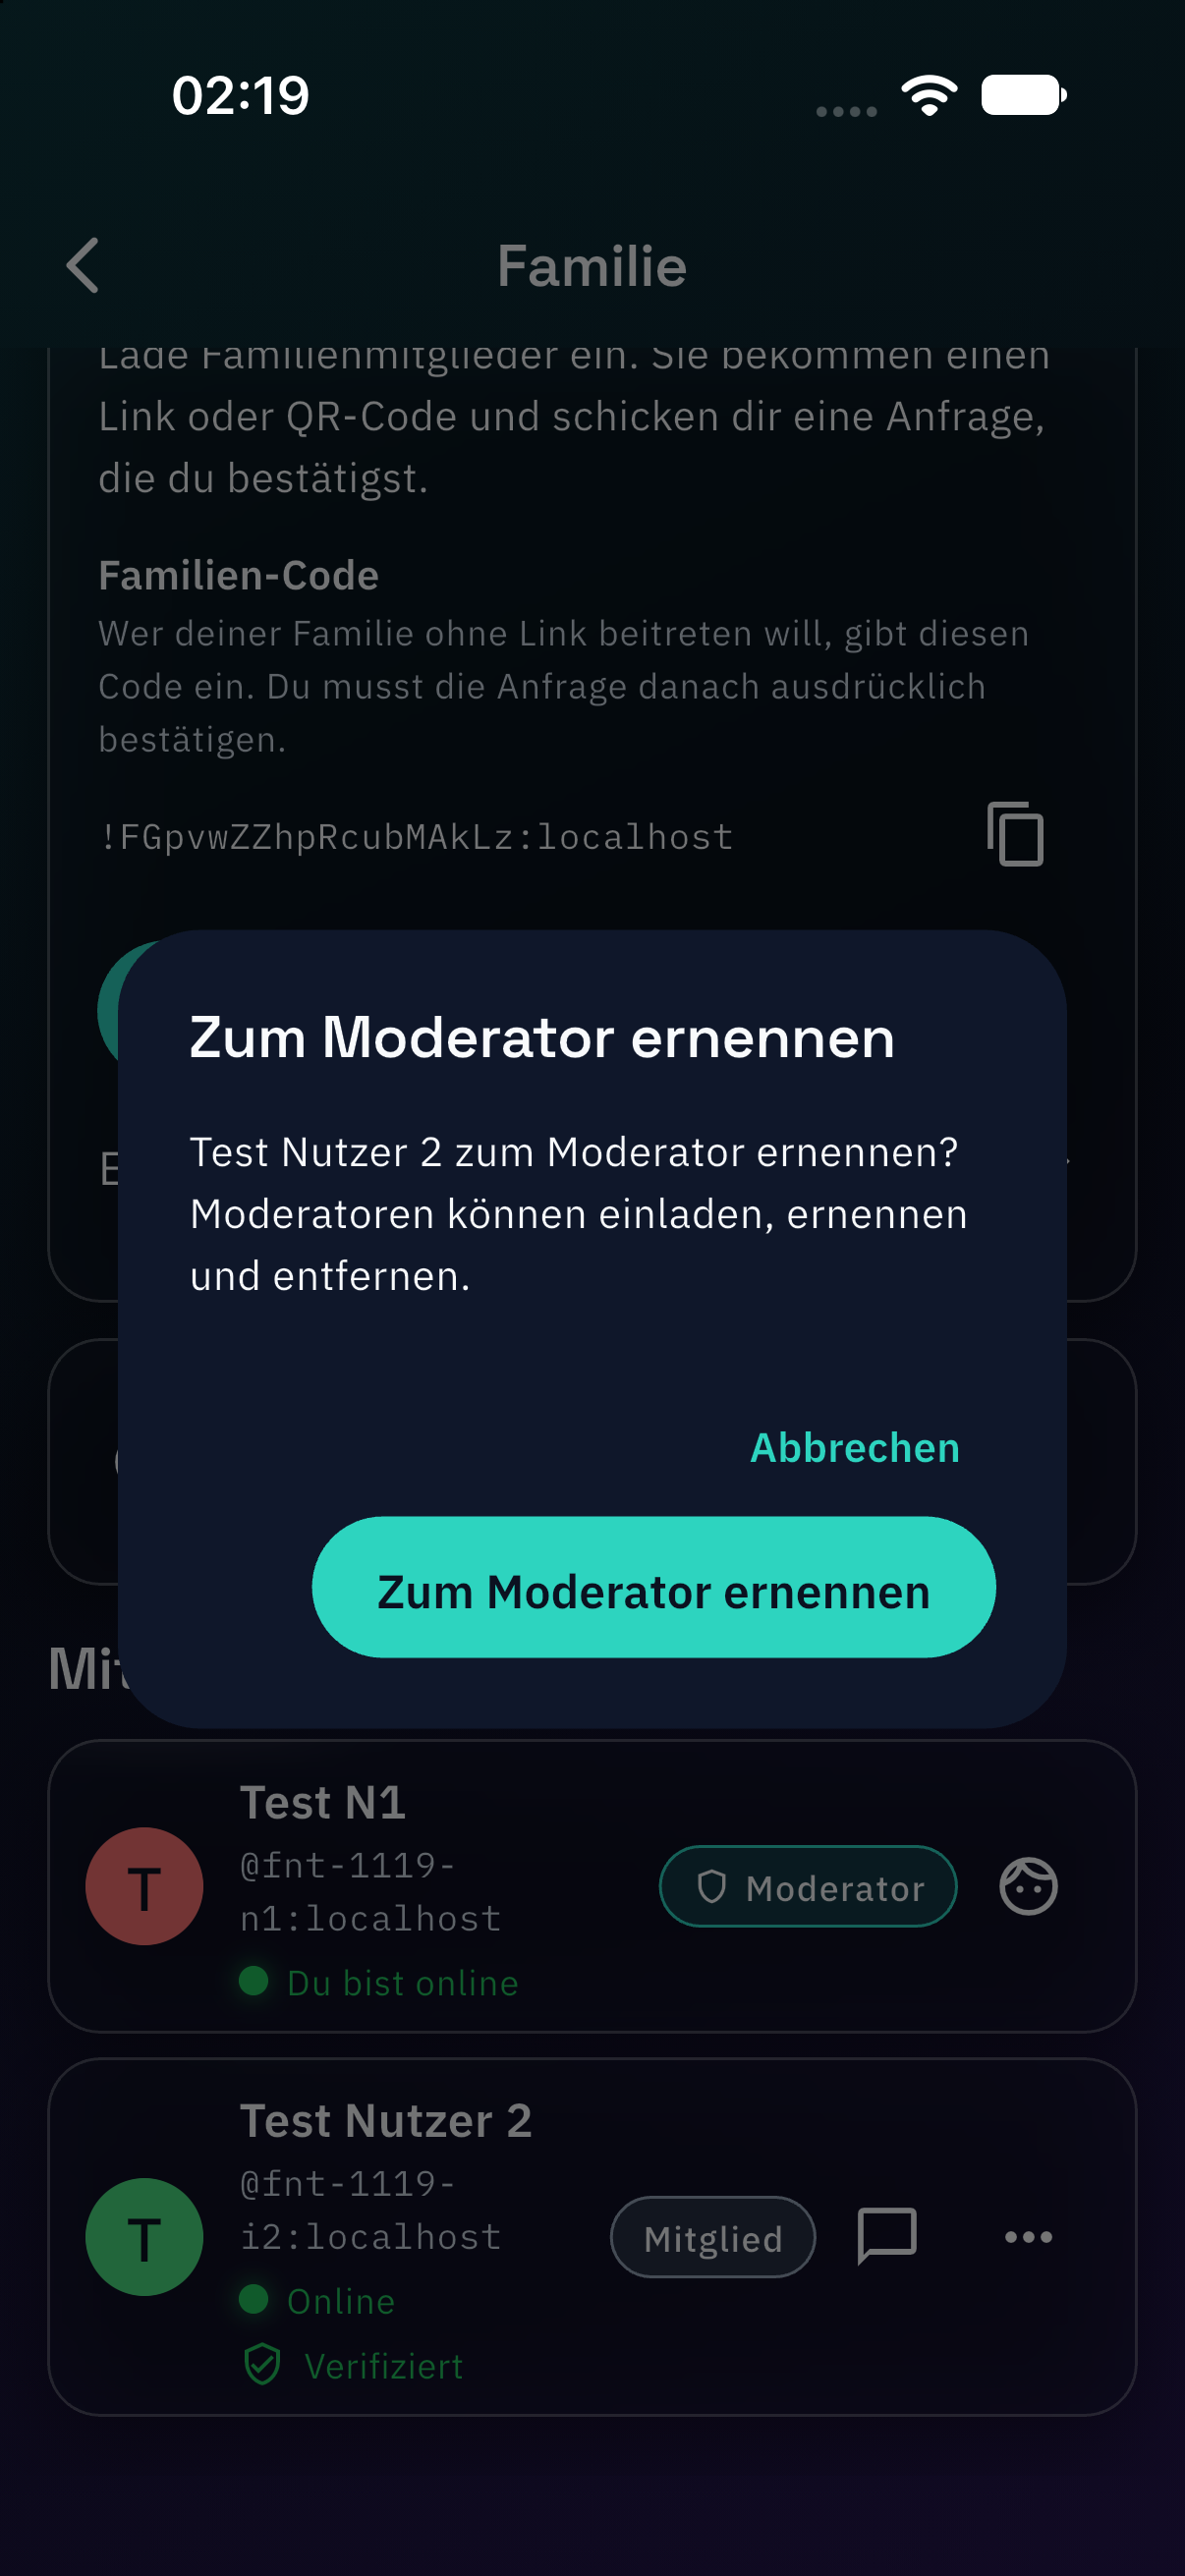 02:19
Familie
Lade Familienmitglieder ein. Sie bekommen einen
Link oder QR-Code und schicken dir eine Anfrage,
die du bestätigst.
Familien-Code
Wer deiner Familie ohne Link beitreten will, gibt diesen
Code ein. Du musst die Anfrage danach ausdrücklich
bestätigen.
!FGpvwZZhpRcubMAkLz:localhost
Zum Moderator ernennen
Test Nutzer 2 zum Moderator ernennen?
Moderatoren können einladen, ernennen
und entfernen.
Abbrechen
Zum Moderator ernennen
Test N1
T
@fnt-1119-
n1:localhost
Moderator
Du bist online
Test Nutzer 2
T
@fnt-1119-
i2:localhost
Mitglied
Online
Verifiziert